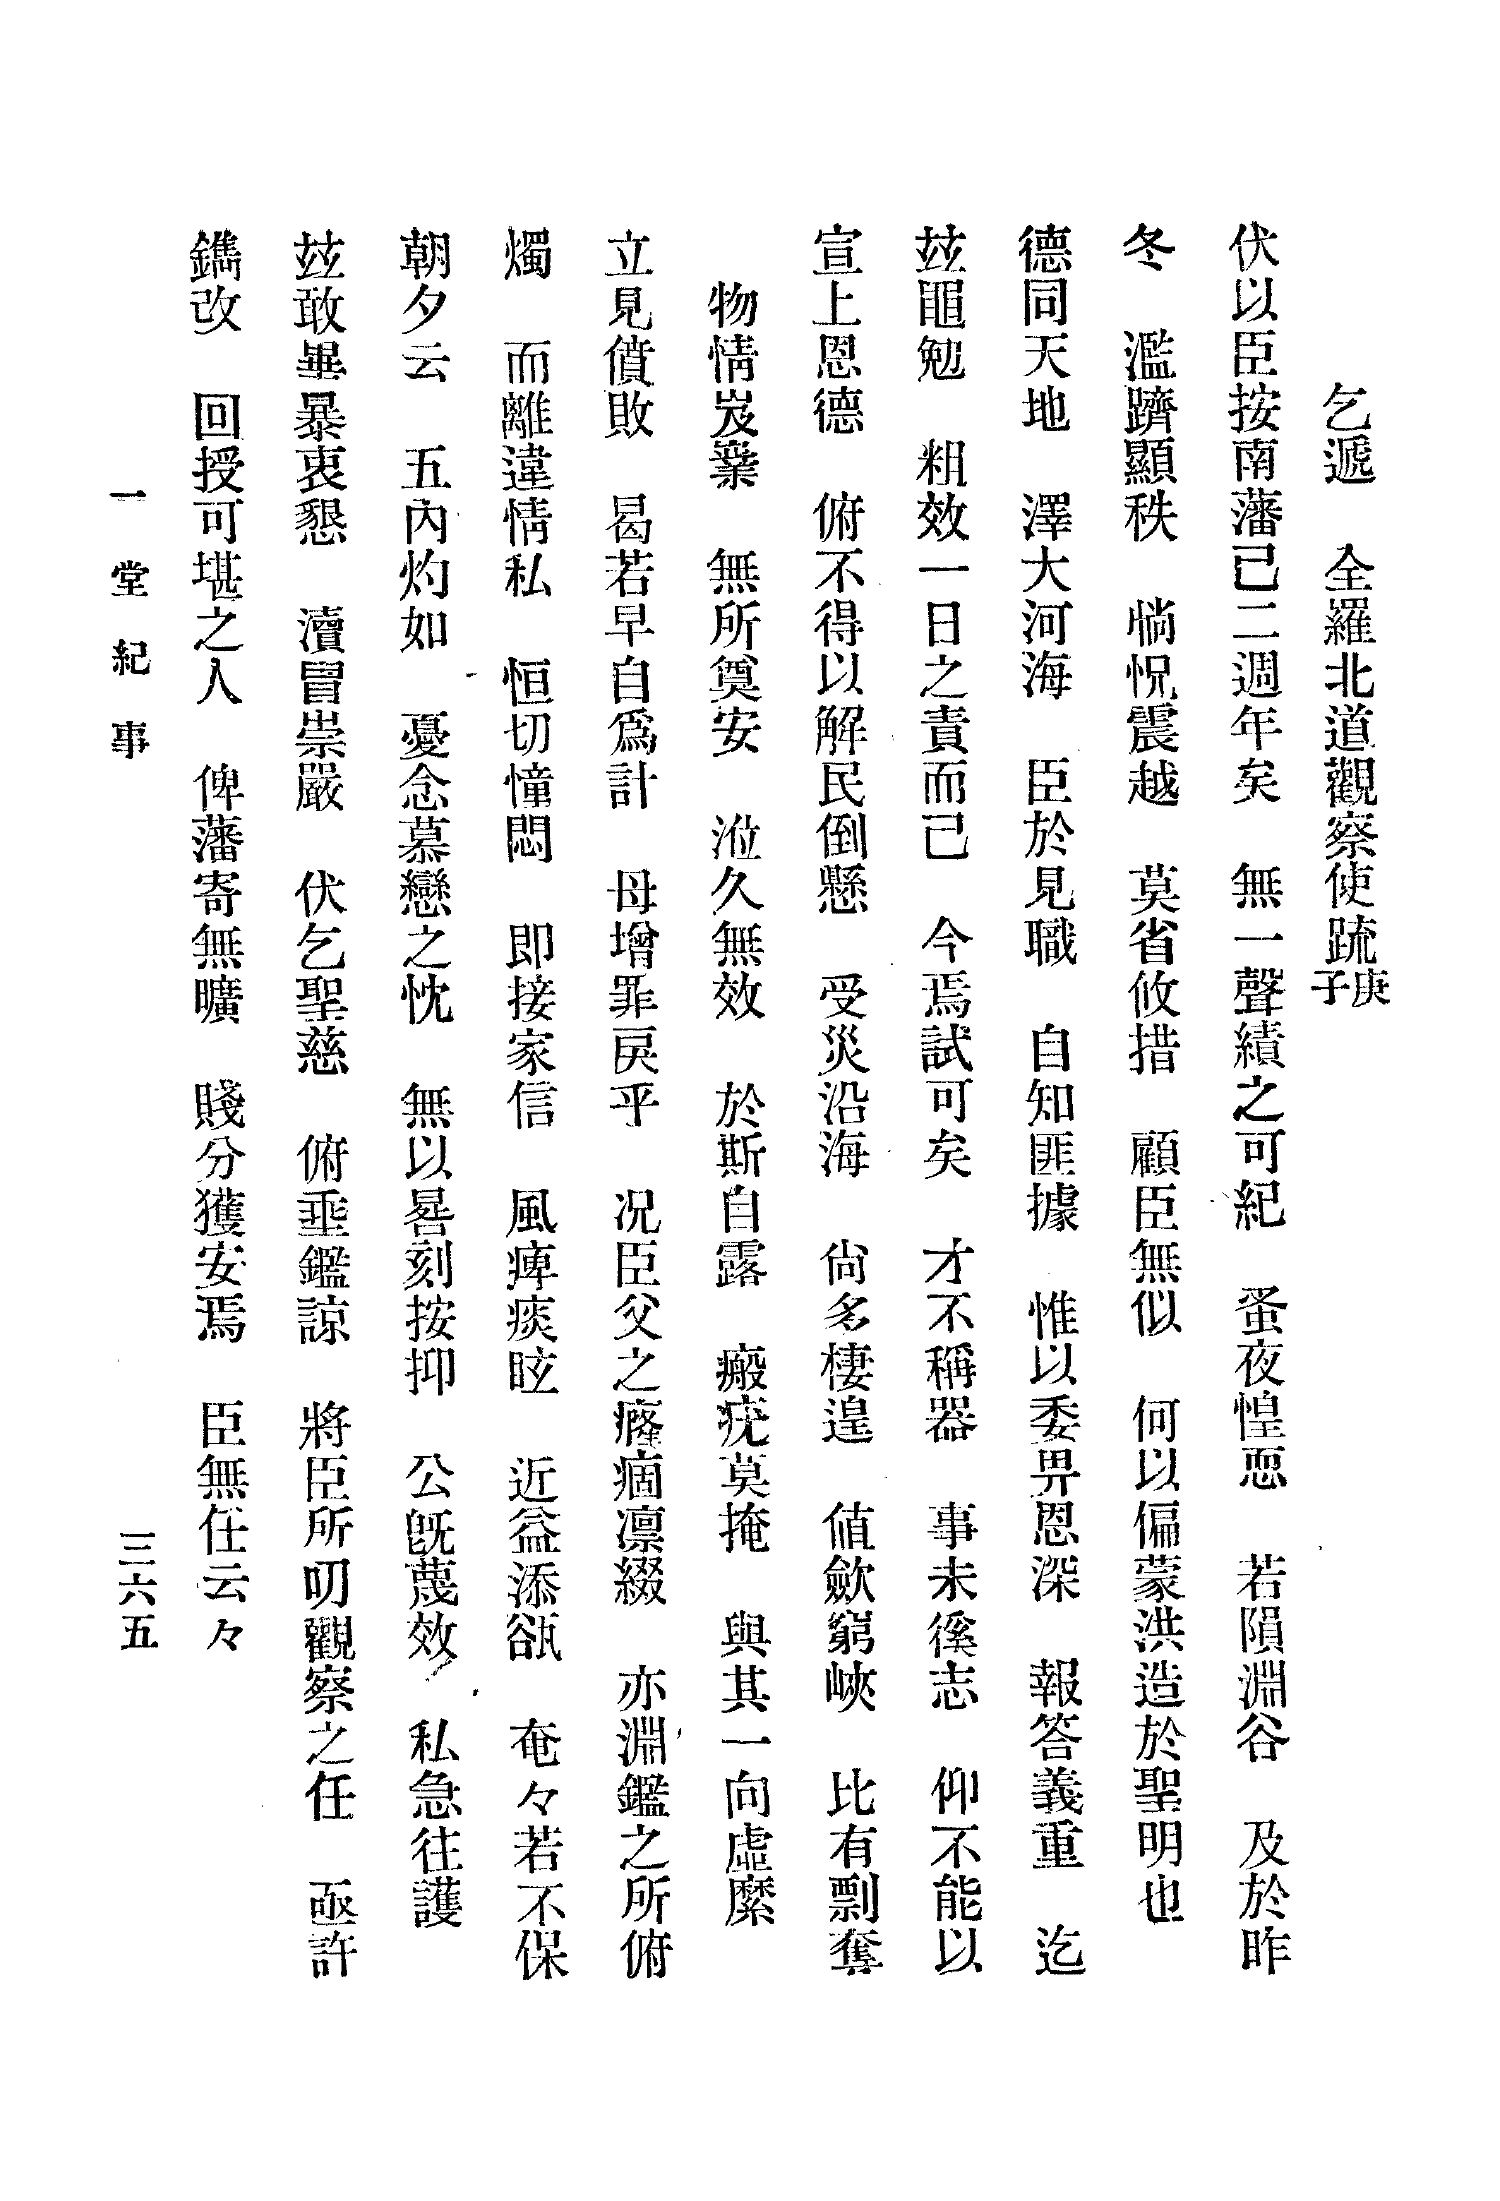 乞遞　全羅北道觀察使疏庚子
伏以臣按南藩已二週年矣　無一聲績之可紀　蚤夜惶恧　若隕淵谷　及於昨
冬　濫躋顯秩　惝怳震越　莫省攸措　顧臣無似　何以偏蒙洪造於聖明也
德同天地　澤大河海　臣於見職　自知匪據　惟以委畀恩深　報答義重　迄
玆黽勉　粗效一日之責而已　今焉試可矣　才不稱器　事未徯志　仰不能以
宣上恩德　俯不得以解民倒懸　受災沿海　尙多棲遑　値歉窮峽　比有剽奪
物情岌嶪　無所奠安　涖久無效　於斯自露　瘢疣莫掩　與其一向虛縻
立見僨敗　曷若早自爲計　毋增罪戾乎　况臣父之癃痼凛綴　亦淵鑑之所俯
燭　而離違情私　恒切憧悶　即接家信　風痺痰眩　近益添㱃　奄々若不保
朝夕云　五內灼如　憂念慕戀之忱　無以晷刻按抑　公旣蔑效　私急往護
玆敢畢暴衷懇　瀆冒崇嚴　伏乞聖慈　俯垂鑑諒　將臣所叨觀察之任　亟許
鐫改　回授可堪之人　俾藩寄無曠　賤分獲安焉　臣無任云々
一堂紀事
三六五